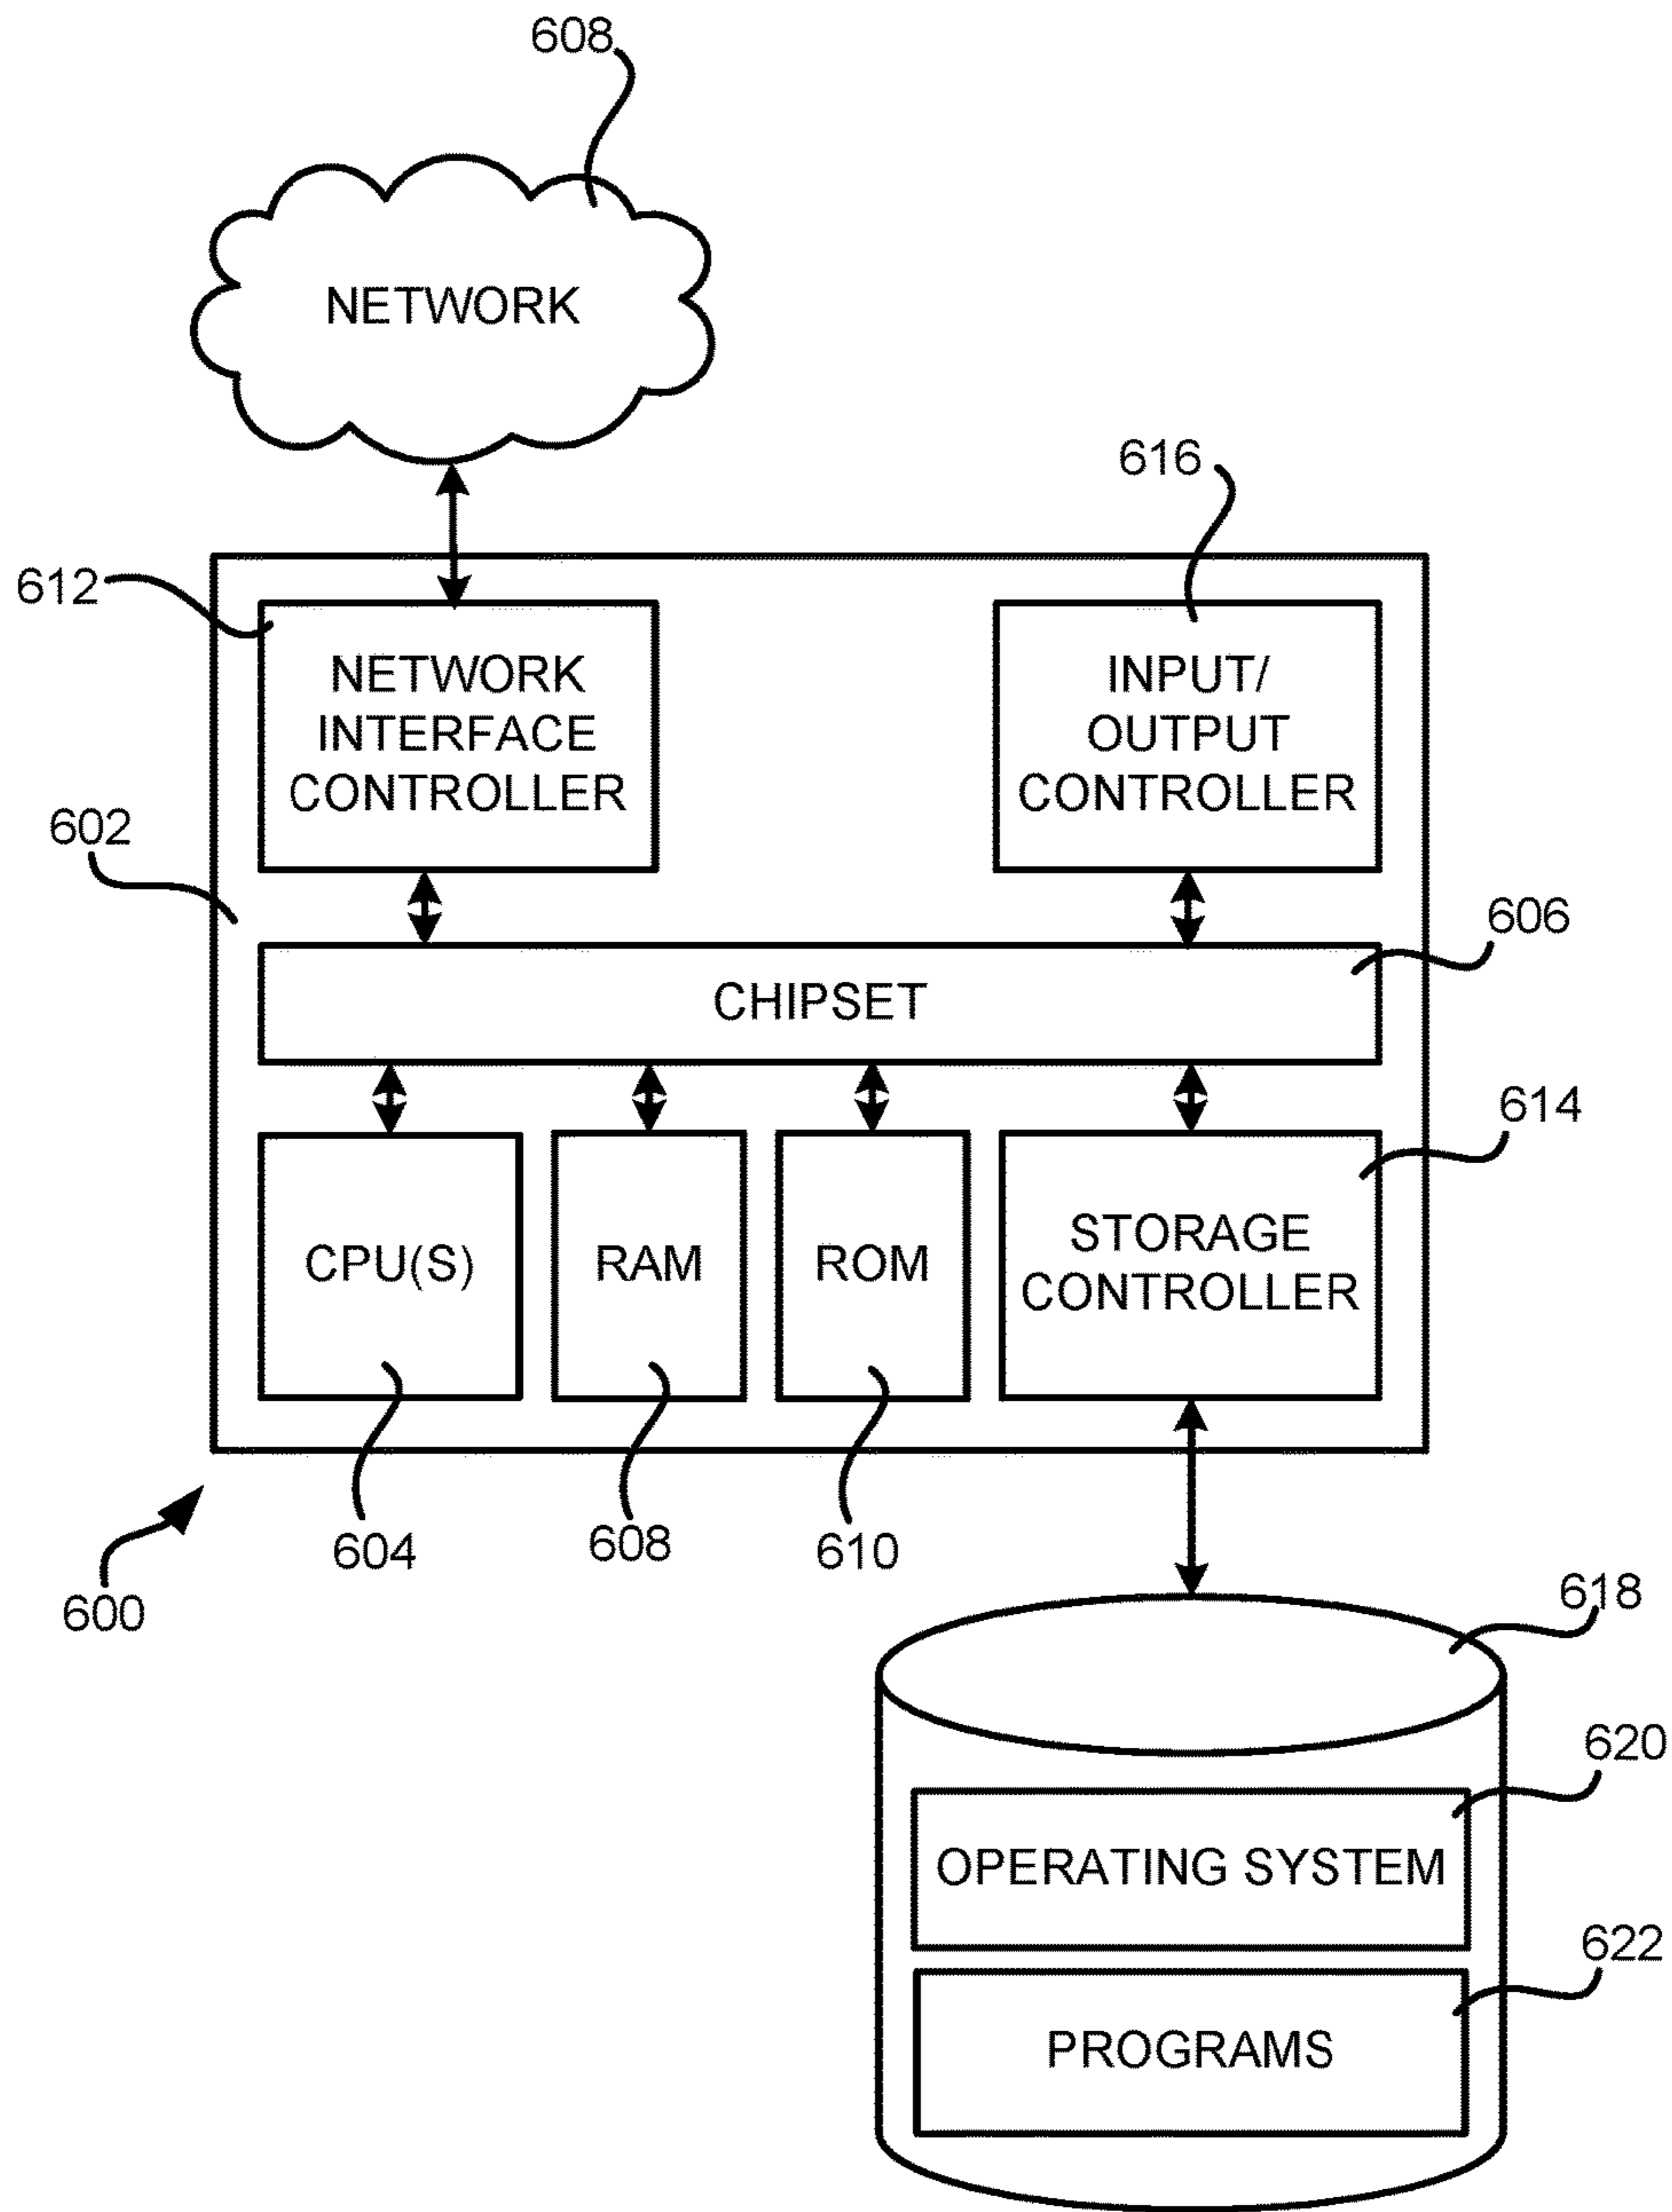 608
NETWORK
616
612
NETWORK
INTERFACE
CONTROLLER
INPUT/
OUTPUT
CONTROLLER
602
606
CHIPSET
614
CPU(S)
RAM
ROM
STORAGE
CONTROLLER
604
608
610
600
618
620
OPERATING SYSTEM
622
PROGRAMS